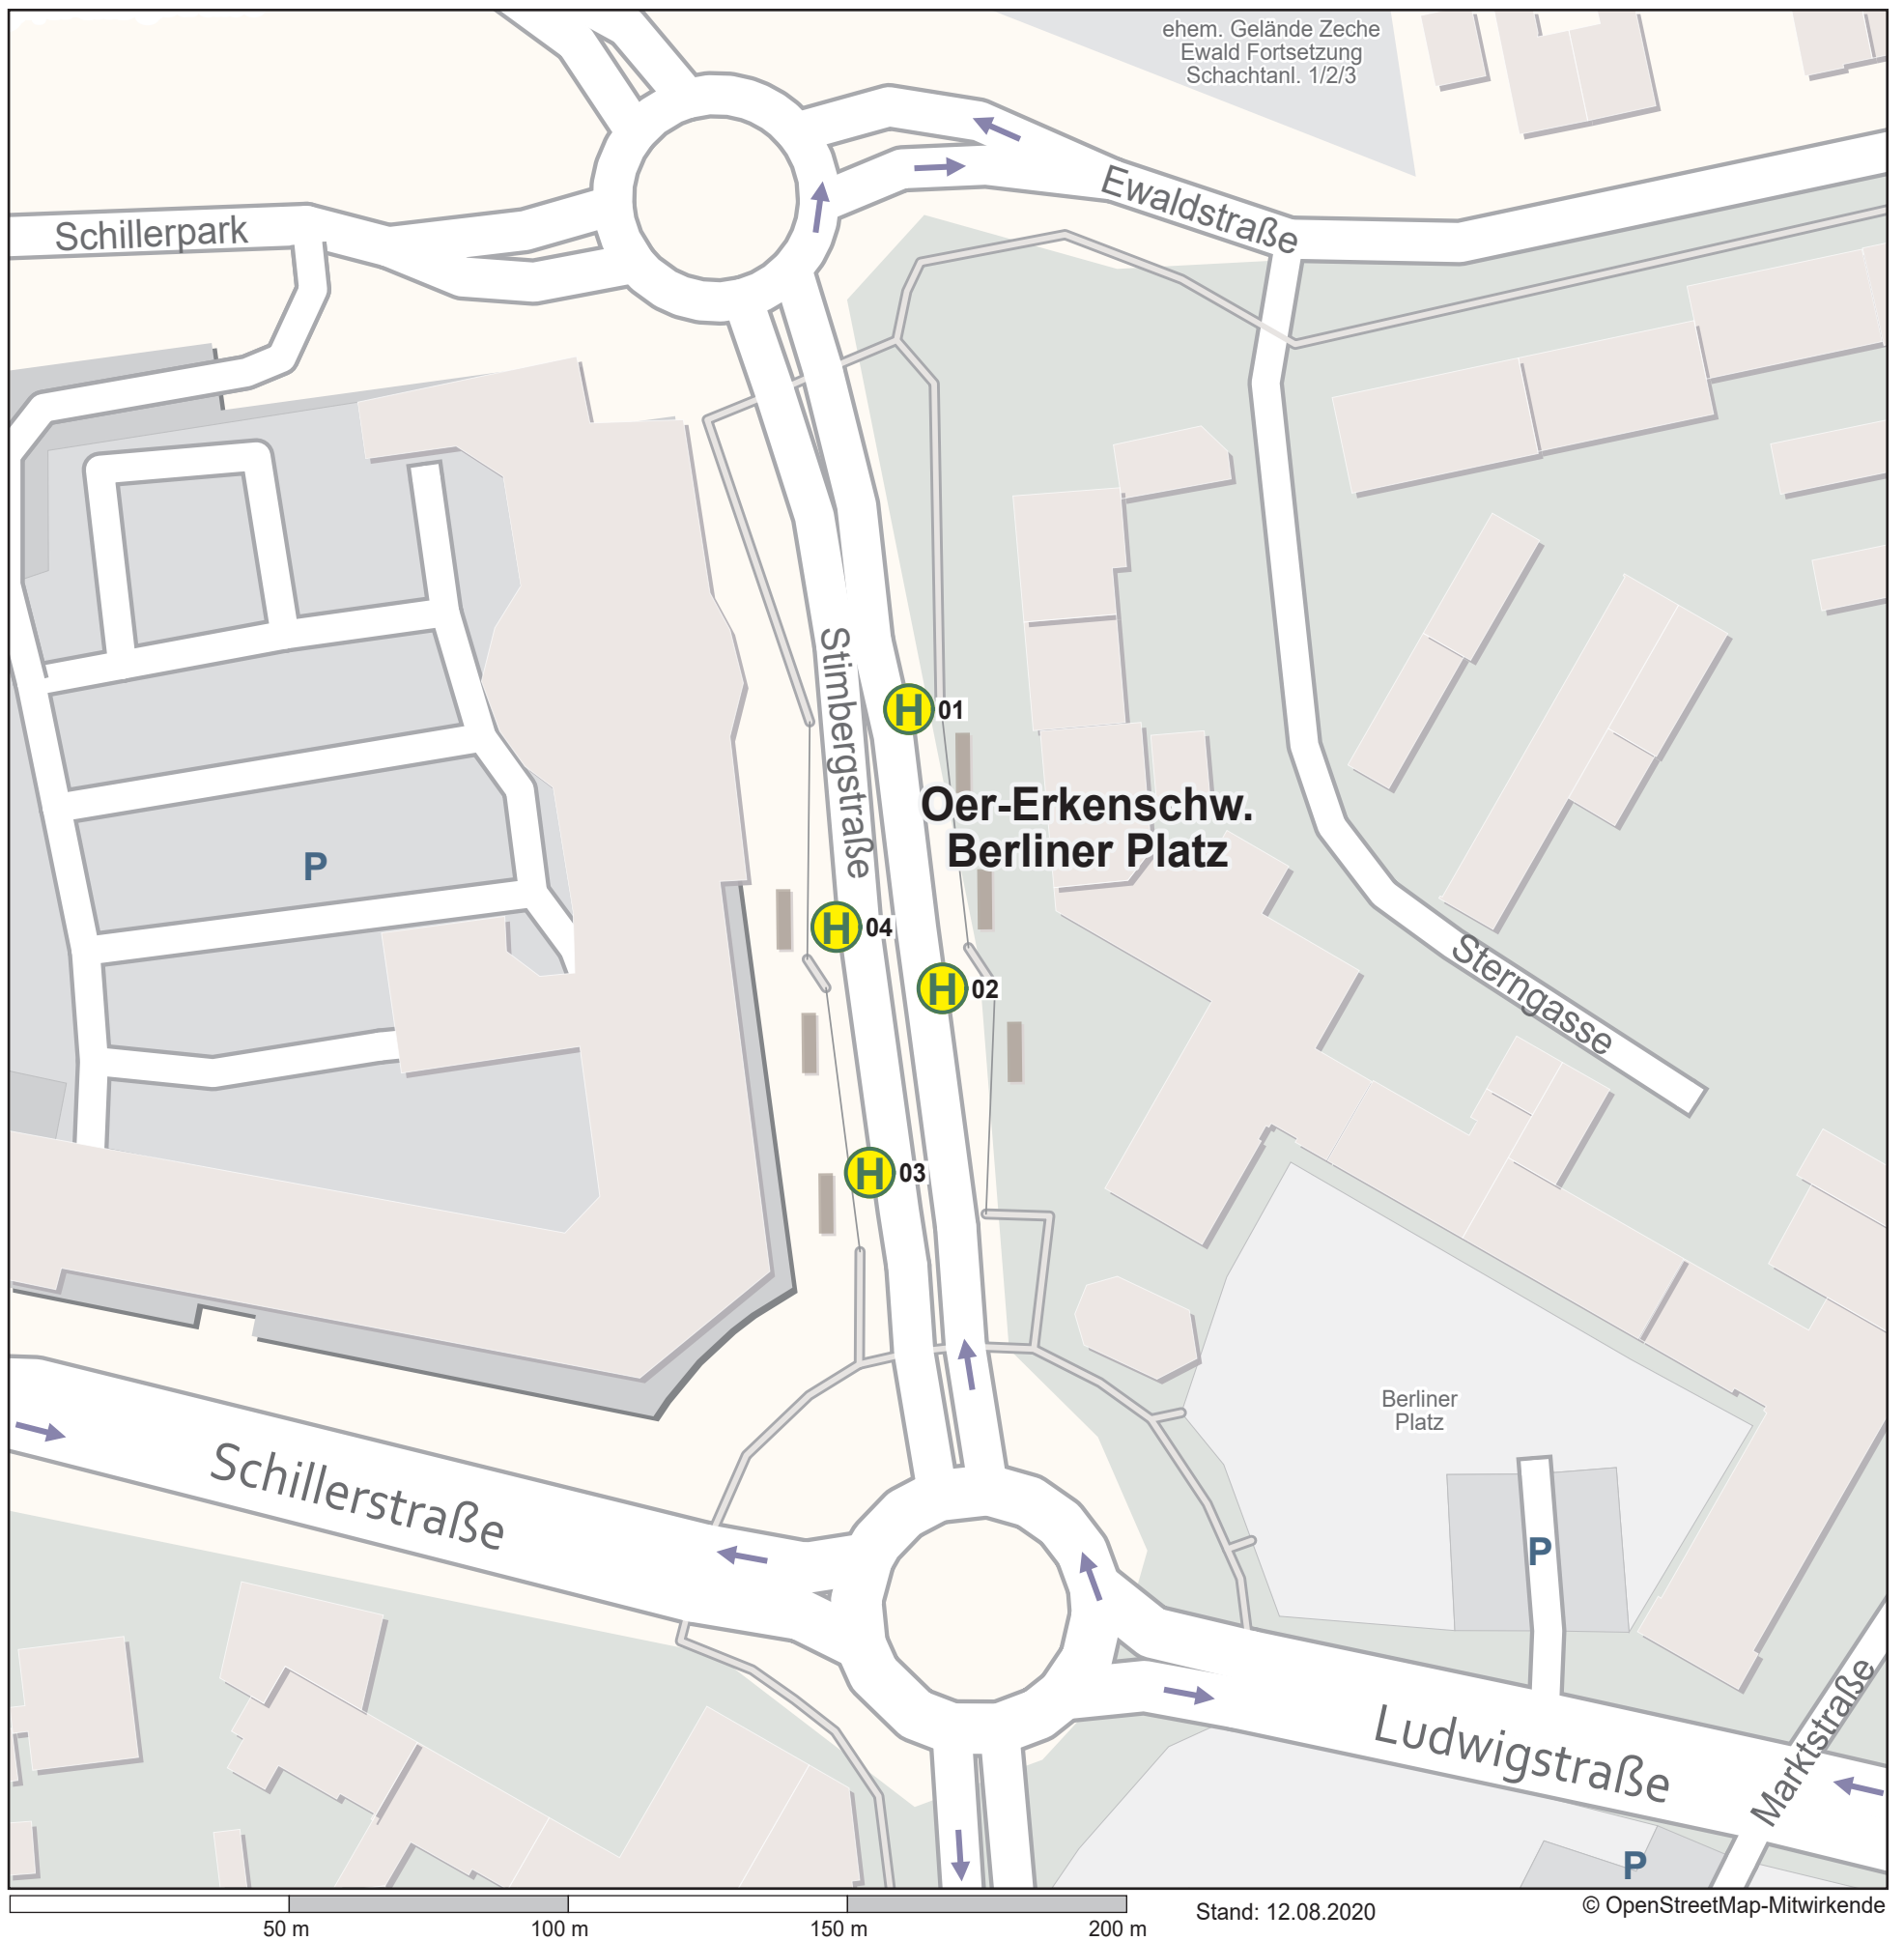 ehem. Gelände Zeche
Ewald Fortsetzung
Schachtanl. 1/2/3
Ewaldstraße
Schillerpark
Stimbergstraße
H 01
Oer-Erkenschw.
Berliner Platz
P
H 04
H 02
Sterngasse
H 03
Berliner
Platz
Schillerstraße
P
Ludwigstraße
Marktstraße
P
50 m
100 m
150 m
200 m
Stand: 12.08.2020
© OpenStreetMap-Mitwirkende